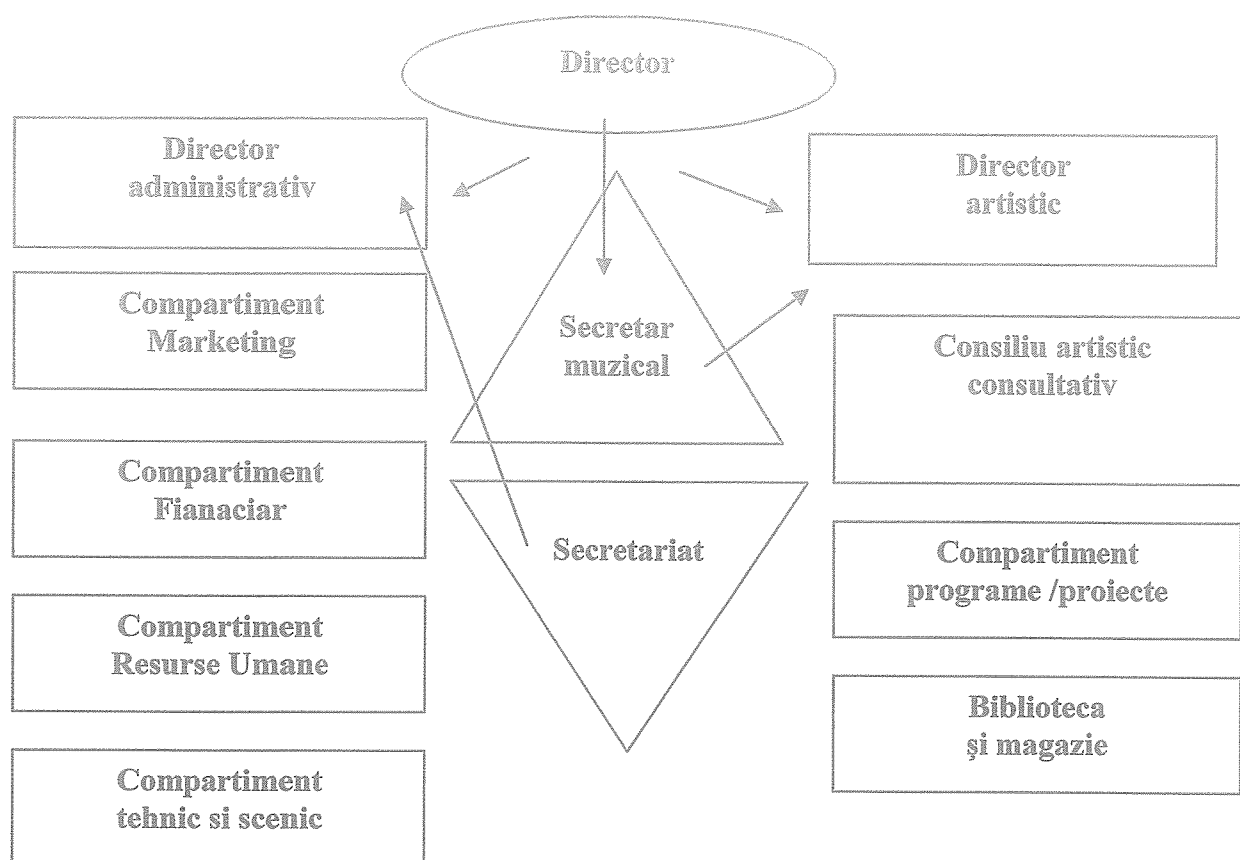 Director
Director
administrativ
Director
artistic
Compartiment
Marketing
Secretar
muzical
Consiliu artistic
consultativ
Compartiment
Fianaciar
Secretariat
Compartiment
programe /proiecte
Compartiment
Resurse Umane
Biblioteca
și magazie
Compartiment
tehnic si scenic